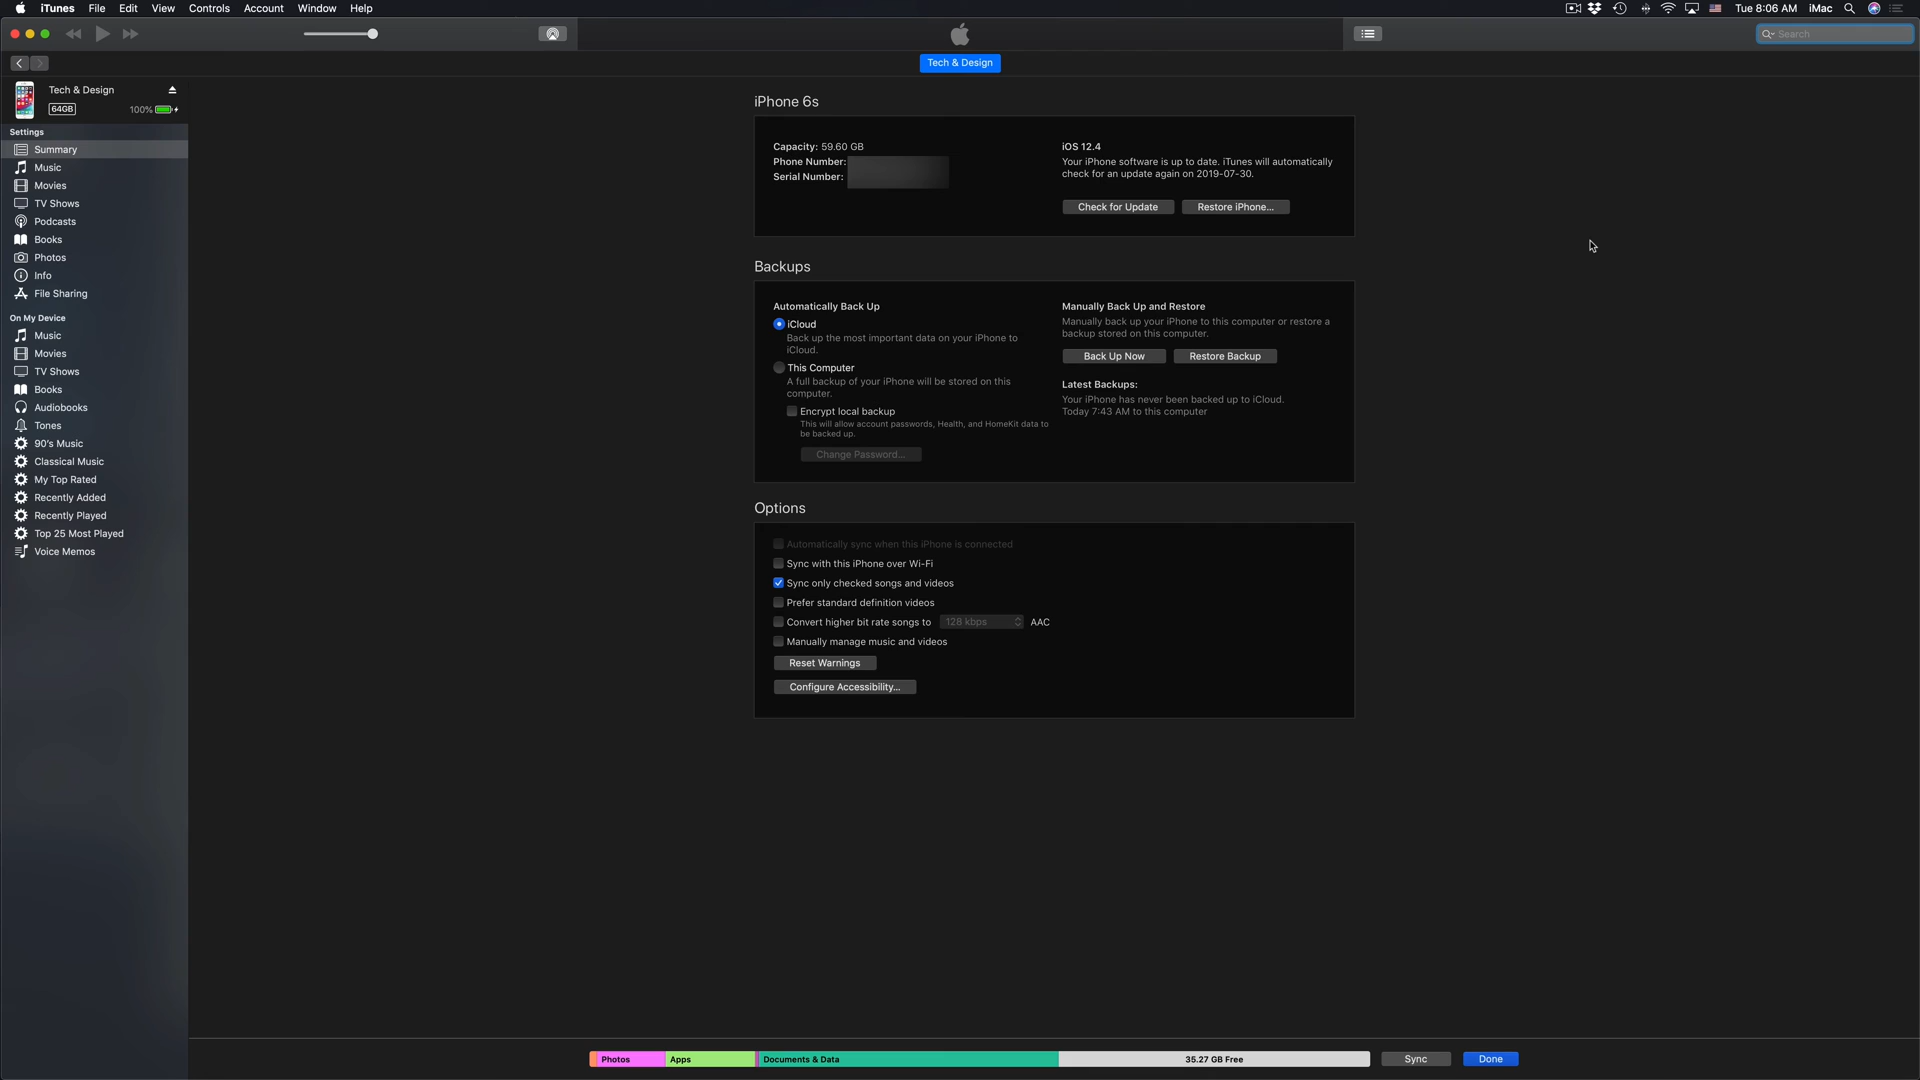 iTunes File Edit View Controls Account Window Help
Tue 8:06 AM iMac
Search
Tech & Design
Tech & Design
64GB
100%
Settings
Summary
Music
Movies
TV Shows
Podcasts
Books
Photos
Info
File Sharing
On My Device
Music
Movies
TV Shows
Books
Audiobooks
Tones
90's Music
Classical Music
My Top Rated
Recently Added
Recently Played
Top 25 Most Played
Voice Memos
iPhone 6s
Capacity: 59.60 GB
Phone Number:
Serial Number:
iOS 12.4
Your iPhone software is up to date. iTunes will automatically
check for an update again on 2019-07-30.
Check for Update Restore iPhone...
Backups
Automatically Back Up
iCloud
Back up the most important data on your iPhone to
iCloud.
This Computer
A full backup of your iPhone will be stored on this
computer.
Encrypt local backup
This will allow account passwords, Health, and HomeKit data to
be backed up.
Change Password...
Manually Back Up and Restore
Manually back up your iPhone to this computer or restore a
backup stored on this computer.
Back Up Now Restore Backup
Latest Backups:
Your iPhone has never been backed up to iCloud.
Today 7:43 AM to this computer
Options
Automatically sync when this iPhone is connected
Sync with this iPhone over Wi-Fi
Sync only checked songs and videos
Prefer standard definition videos
Convert higher bit rate songs to 128 kbps AAC
Manually manage music and videos
Reset Warnings
Configure Accessibility...
Photos Apps Documents & Data 35.27 GB Free Sync Done